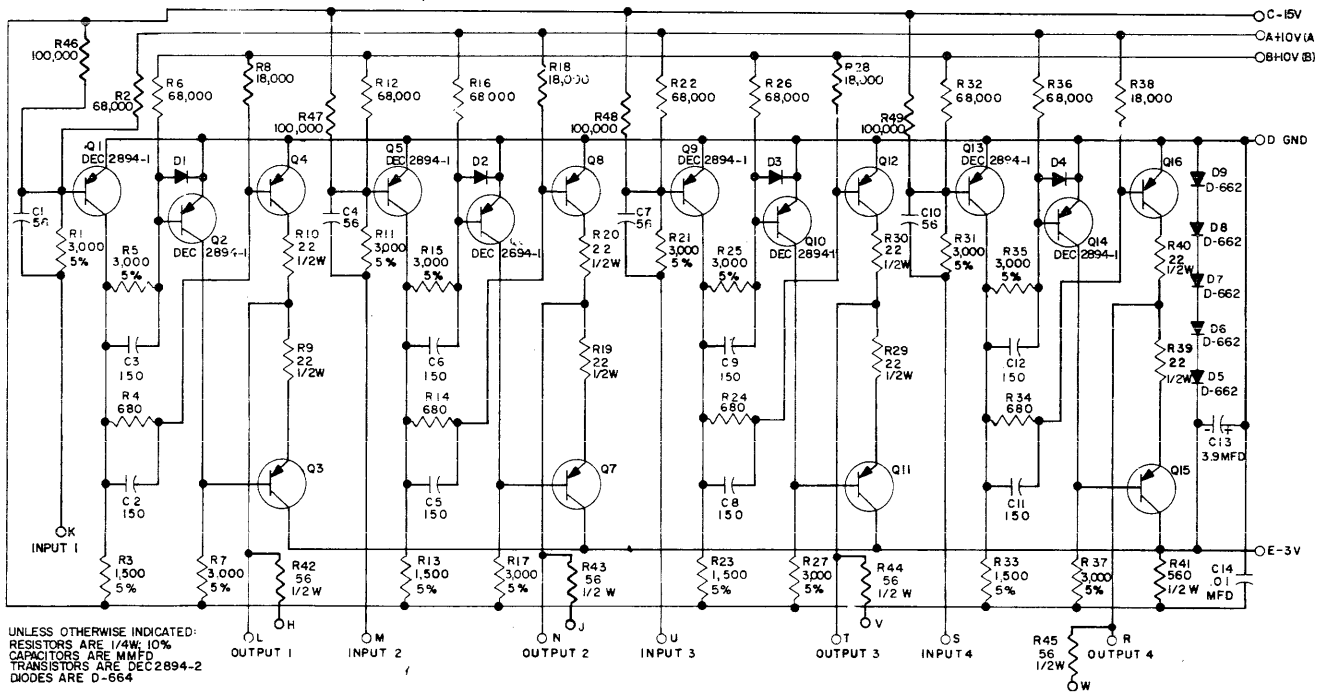 C-15V
A+10V(A
B+10V(B)
D GND
E-3V
R46
100,000
R2
68,000
R6
68,000
R8
18,000
R47
100,000
R12
68,000
R16
68,000
R18
R48
100,000
R22
68,000
R26
68,000
R28
R49
100,000
R32
68,000
R36
68,000
R38
18,000
Q1
DEC 2894-1
D1
Q2
DEC 2894-1
Q4
Q5
DEC 2894-1
D2
Q8
Q9
DEC 2894-1
D3
Q10
Q12
Q13
DEC 2894-1
D4
Q14
DEC 2894-1
Q16
D9
D-662
D8
D-662
D7
D-662
D6
D-662
D5
D-662
C1
56
R1
3,000
5%
R5
3,000
5%
R10
22
1/2W
C4
56
R11
3,000
5%
R15
3,000
5%
R20
22
1/2W
C7
56
R21
3,000
5%
R25
3,000
5%
R30
22
1/2W
C10
56
R31
3,000
5%
R35
3,000
5%
R40
22
1/2W
C3
150
R9
22
1/2W
C6
150
R19
22
1/2W
C9
150
R29
22
1/2W
C12
150
R39
22
1/2W
R4
680
R14
680
R24
680
R34
680
C13
3.9MFD
C2
150
Q3
C5
150
Q7
C8
150
Q11
C11
150
Q15
K
INPUT 1
R3
1,500
5%
R7
3,000
5%
R42
56
1/2 W
R13
1,500
5%
R17
3,000
5%
R43
56
1/2 W
R23
1,500
5%
R27
3,000
5%
R44
56
1/2 W
R33
1,500
5%
R37
3,000
5%
R41
560
1/2 W
C14
.01
MFD
H
J
V
L
OUTPUT 1
M
INPUT 2
N
OUTPUT 2
U
INPUT 3
T
OUTPUT 3
S
INPUT 4
R45
56
1/2W
W
R
OUTPUT 4
UNLESS OTHERWISE INDICATED:
RESISTORS ARE 1/4W; 10%
CAPACITORS ARE MMFD
TRANSISTORS ARE DEC2894-2
DIODES ARE D-664